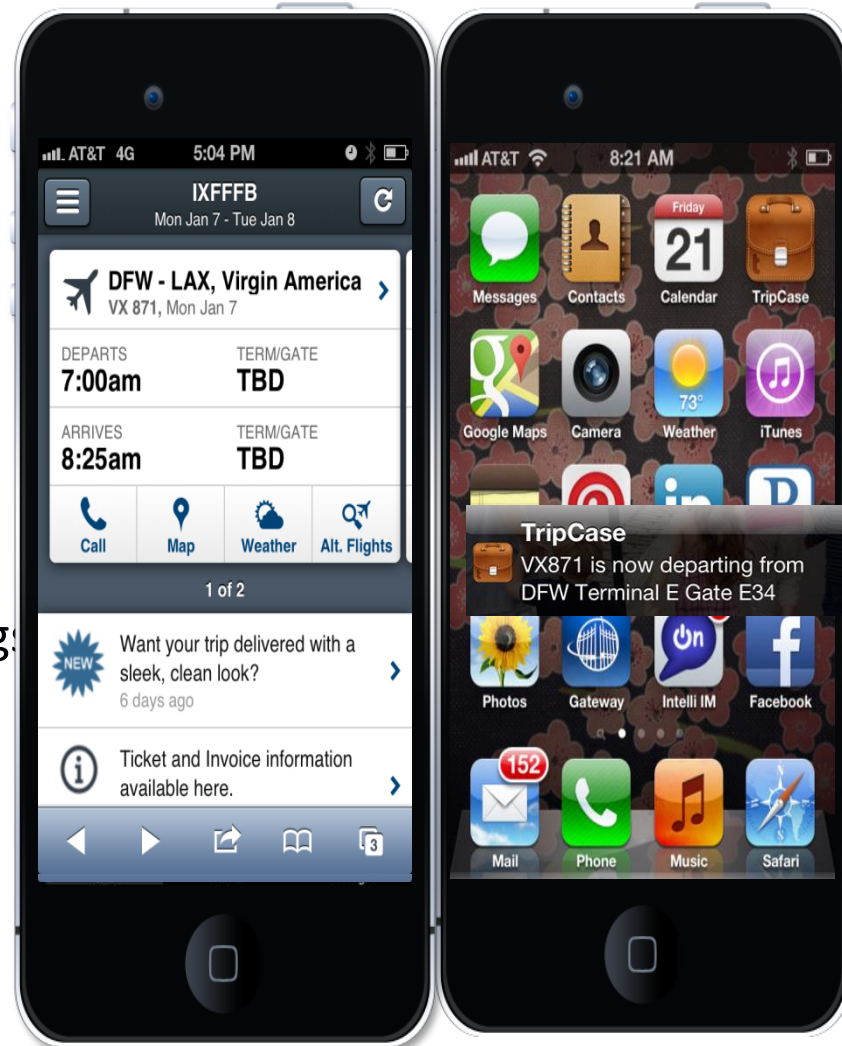 AT&T 4G 5:04 PM
IXFFFB
Mon Jan 7 - Tue Jan 8
DFW - LAX, Virgin America
VX 871, Mon Jan 7
DEPARTS TERM/GATE
7:00am TBD
ARRIVES TERM/GATE
8:25am TBD
Call Map Weather Alt. Flights
1 of 2
NEW
Want your trip delivered with a
sleek, clean look?
6 days ago
Ticket and Invoice information
available here.
3
AT&T 8:21 AM
Friday
21
Messages Contacts Calendar TripCase
73°
Google Maps Camera Weather iTunes
in
TripCase
VX871 is now departing from
DFW Terminal E Gate E34
on
Photos Gateway Intelli IM Facebook
152
Mail Phone Music Safari